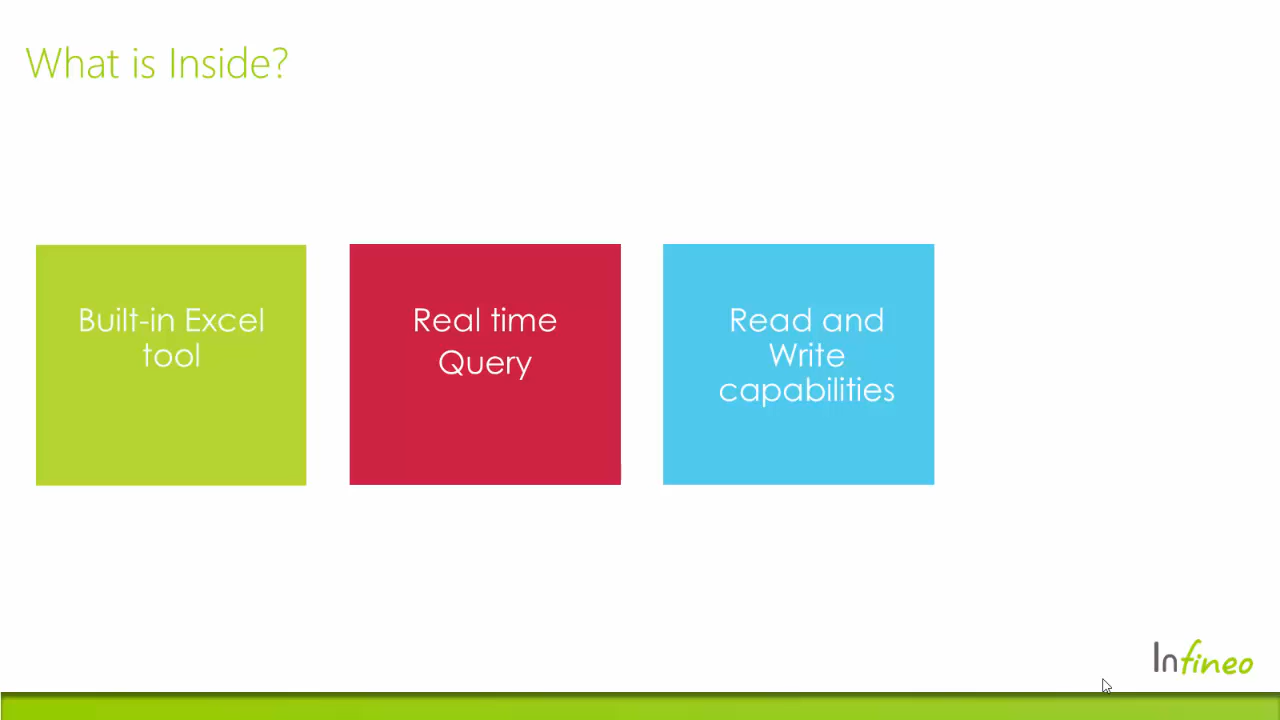 What is Inside?
Built-in Excel
tool
Real time
Query
Read and
Write
capabilities
Infineo